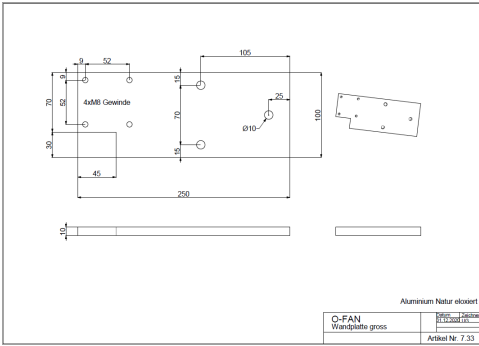 9
52
105
9
52
70
30
4xM8 Gewinde
15
70
15
25
Ø10
100
45
250
10
Aluminium Natur eloxiert
O-FAN
Wandplatte gross
Datum
Artikel Nr. 7.33